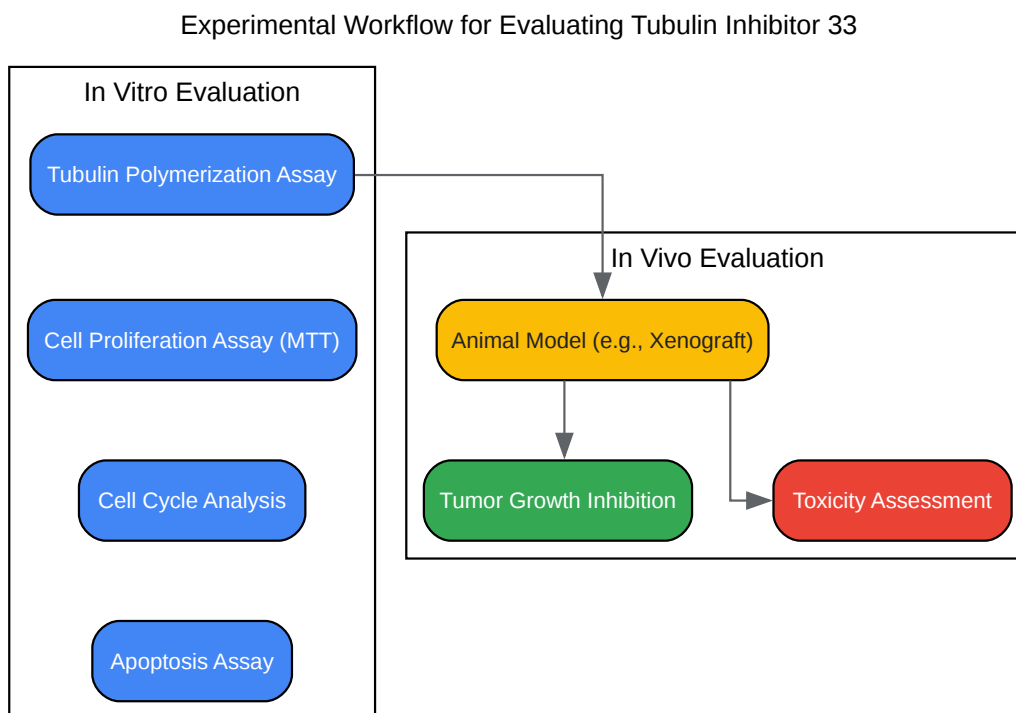 Experimental Workflow for Evaluating Tubulin Inhibitor 33
In Vitro Evaluation
Tubulin Polymerization Assay
Cell Proliferation Assay (MTT)
Cell Cycle Analysis
Apoptosis Assay
In Vivo Evaluation
Animal Model (e.g., Xenograft)
Tumor Growth Inhibition
Toxicity Assessment